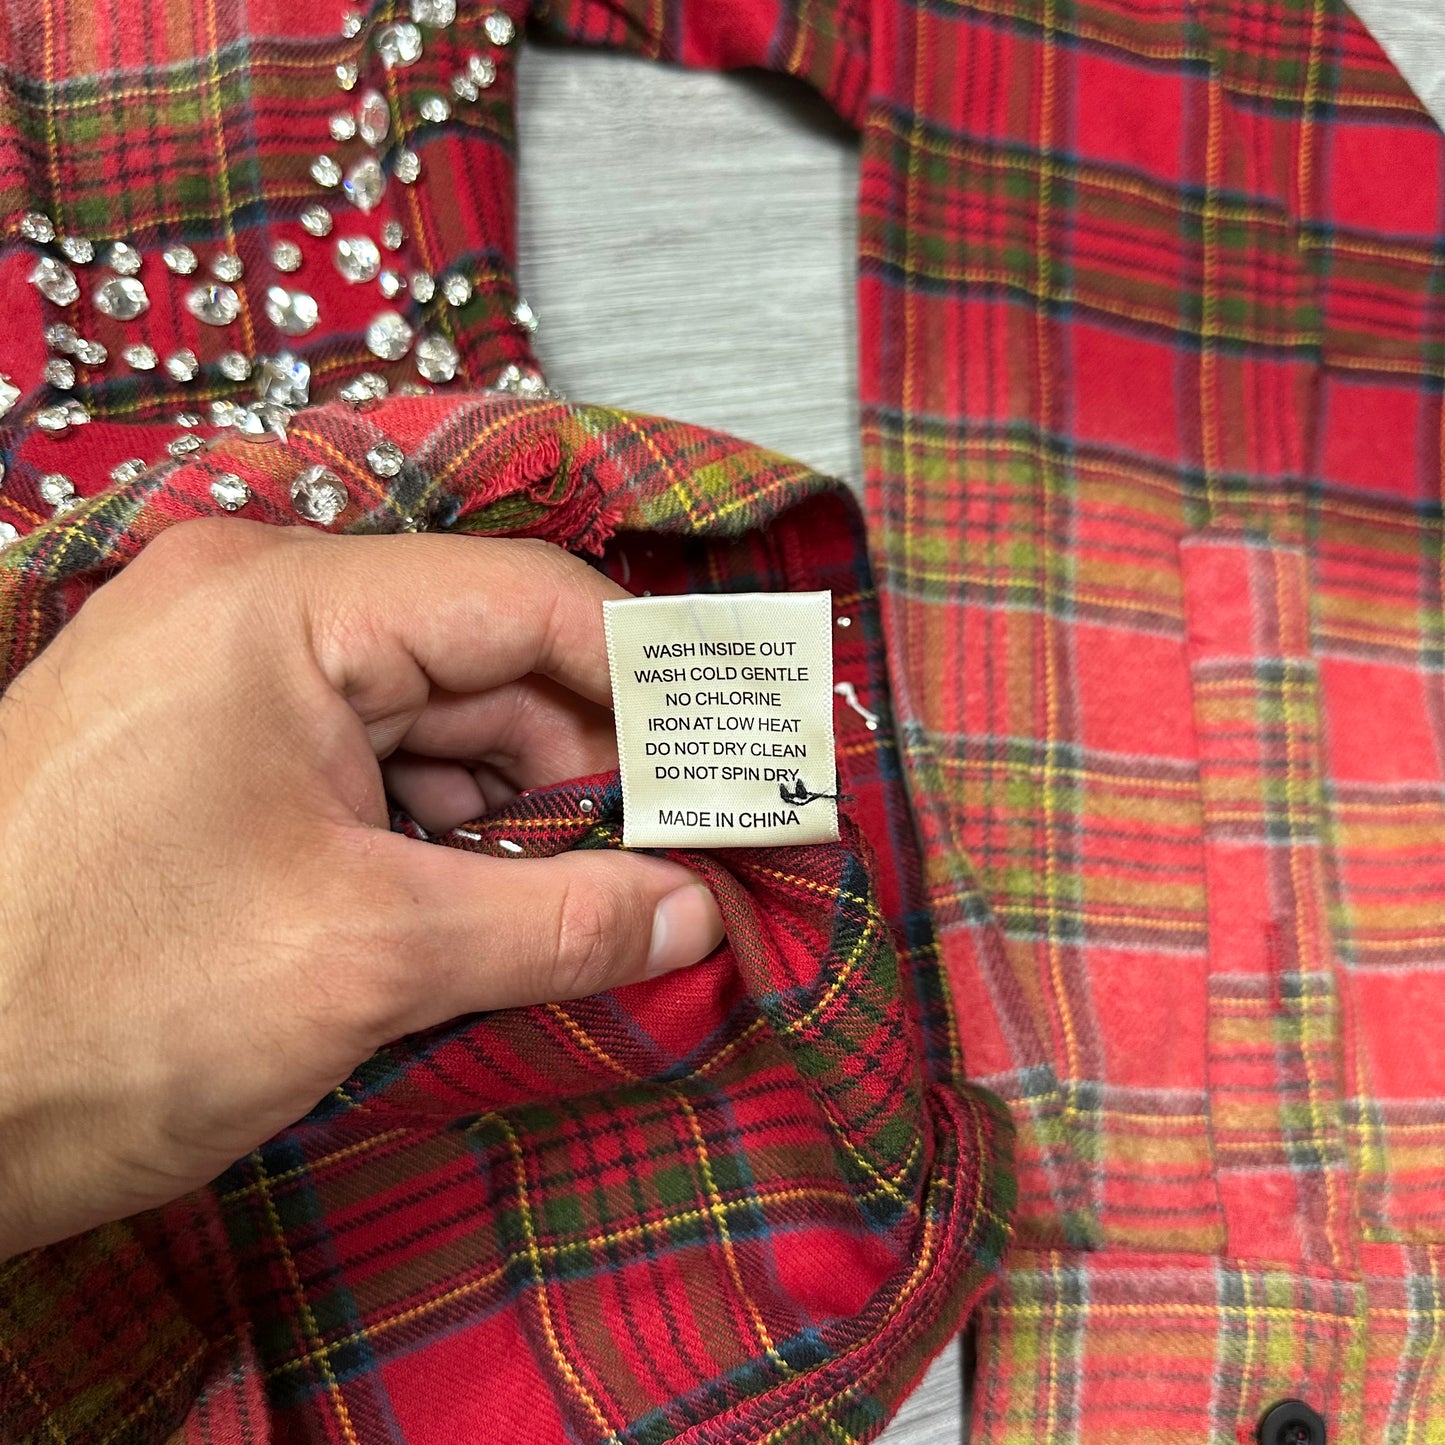 WASH INSIDE OUT
WASH COLD GENTLE
NO CHLORINE
IRON AT LOW HEAT
DO NOT DRY CLEAN
DO NOT SPIN DRY
MADE IN CHINA